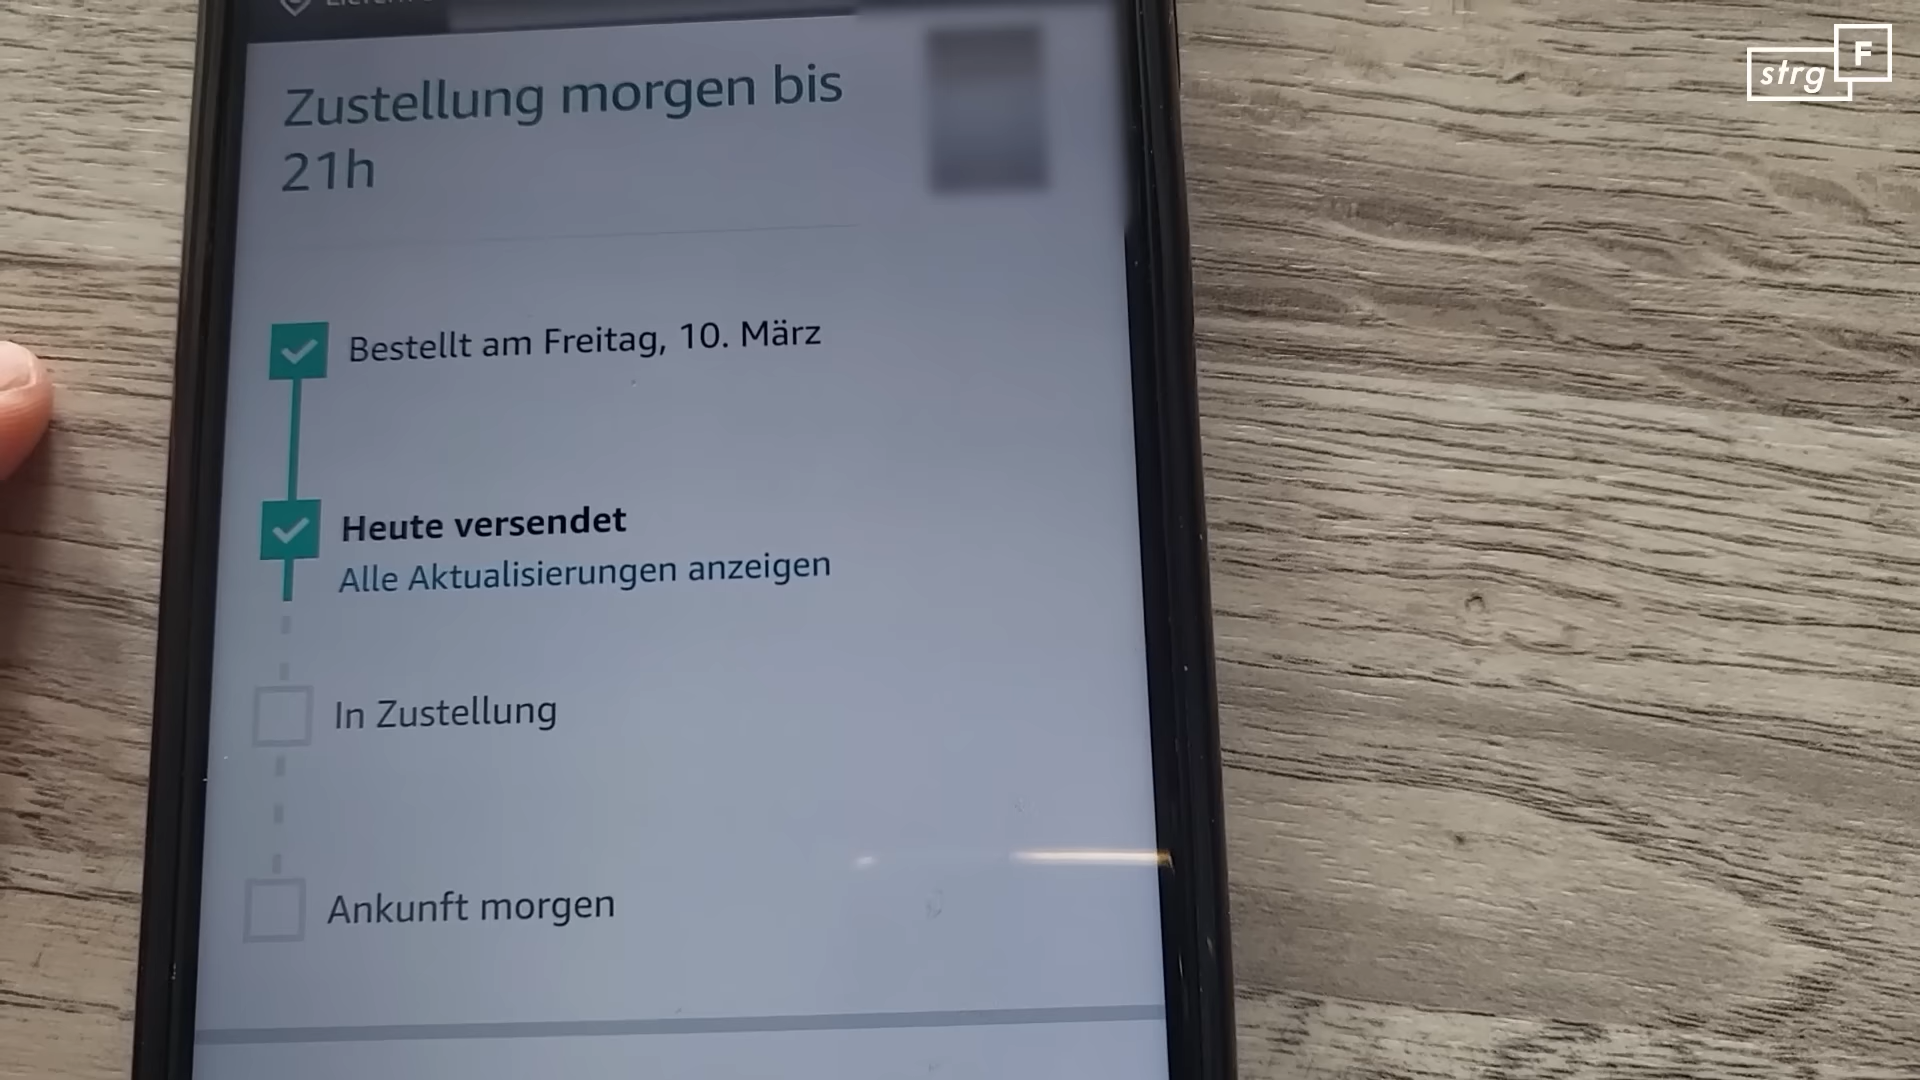 strg F
Zustellung morgen bis
21h
Bestellt am Freitag, 10. März
Heute versendet
Alle Aktualisierungen anzeigen
In Zustellung
Ankunft morgen